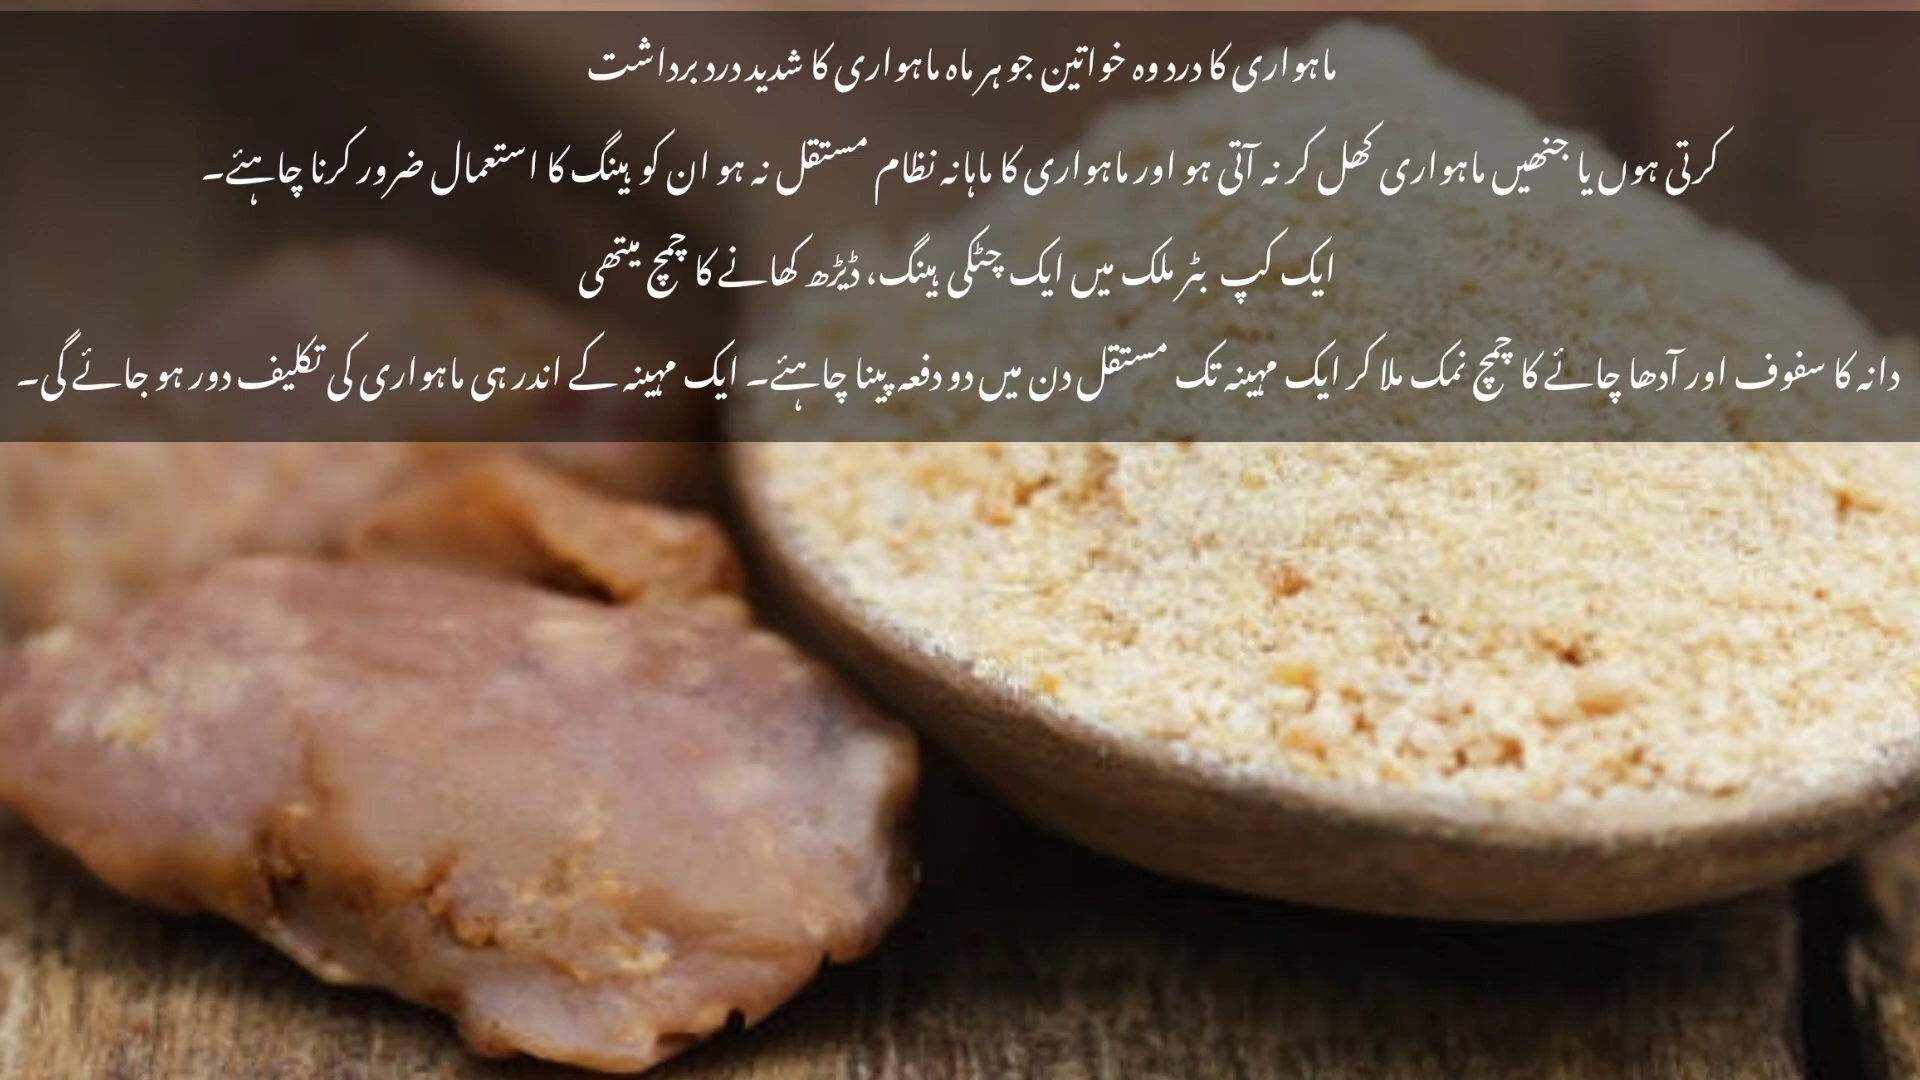 ماہواری کا درد وہ خواتین جو ہر ماہ ماہواری کا شدید درد برداشت
کرتی ہوں یا جنھیں ماہواری کھل کر نہ آتی ہو اور ماہواری کا ماہانہ نظام مستقل نہ ہو ان کو ہینگ کا استعمال ضرور کرنا چاہئے۔
ایک کپ بٹر ملک میں ایک چٹکی ہینگ، ڈیڑھ کھانے کا چمچ میتھی
دانہ کا سفوف اور آدھا چائے کا چمچ نمک ملا کر ایک مہینہ تک مستقل دن میں دو دفعہ پینا چاہئے۔ ایک مہینہ کے اندر ہی ماہواری کی تکلیف دور ہو جائے گی۔